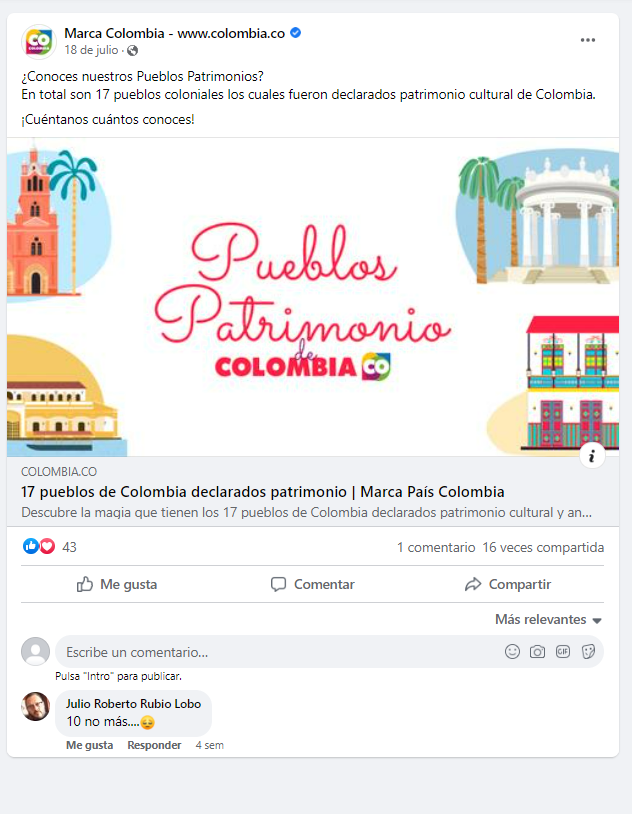 Marca Colombia - www.colombia.co
18 de julio ·
¿Conoces nuestros Pueblos Patrimonios?
En total son 17 pueblos coloniales los cuales fueron declarados patrimonio cultural de Colombia.
¡Cuéntanos cuántos conoces!
Pueblos
Patrimonio
de
COLOMBIA CO
COLOMBIA.CO
17 pueblos de Colombia declarados patrimonio | Marca País Colombia
Descubre la magia que tienen los 17 pueblos de Colombia declarados patrimonio cultural y an...
43
1 comentario 16 veces compartida
Me gusta Comentar Compartir
Más relevantes
Escribe un comentario...
GIF
Pulsa "Intro" para publicar.
Julio Roberto Rubio Lobo
10 no más....😔
Me gusta Responder 4 sem